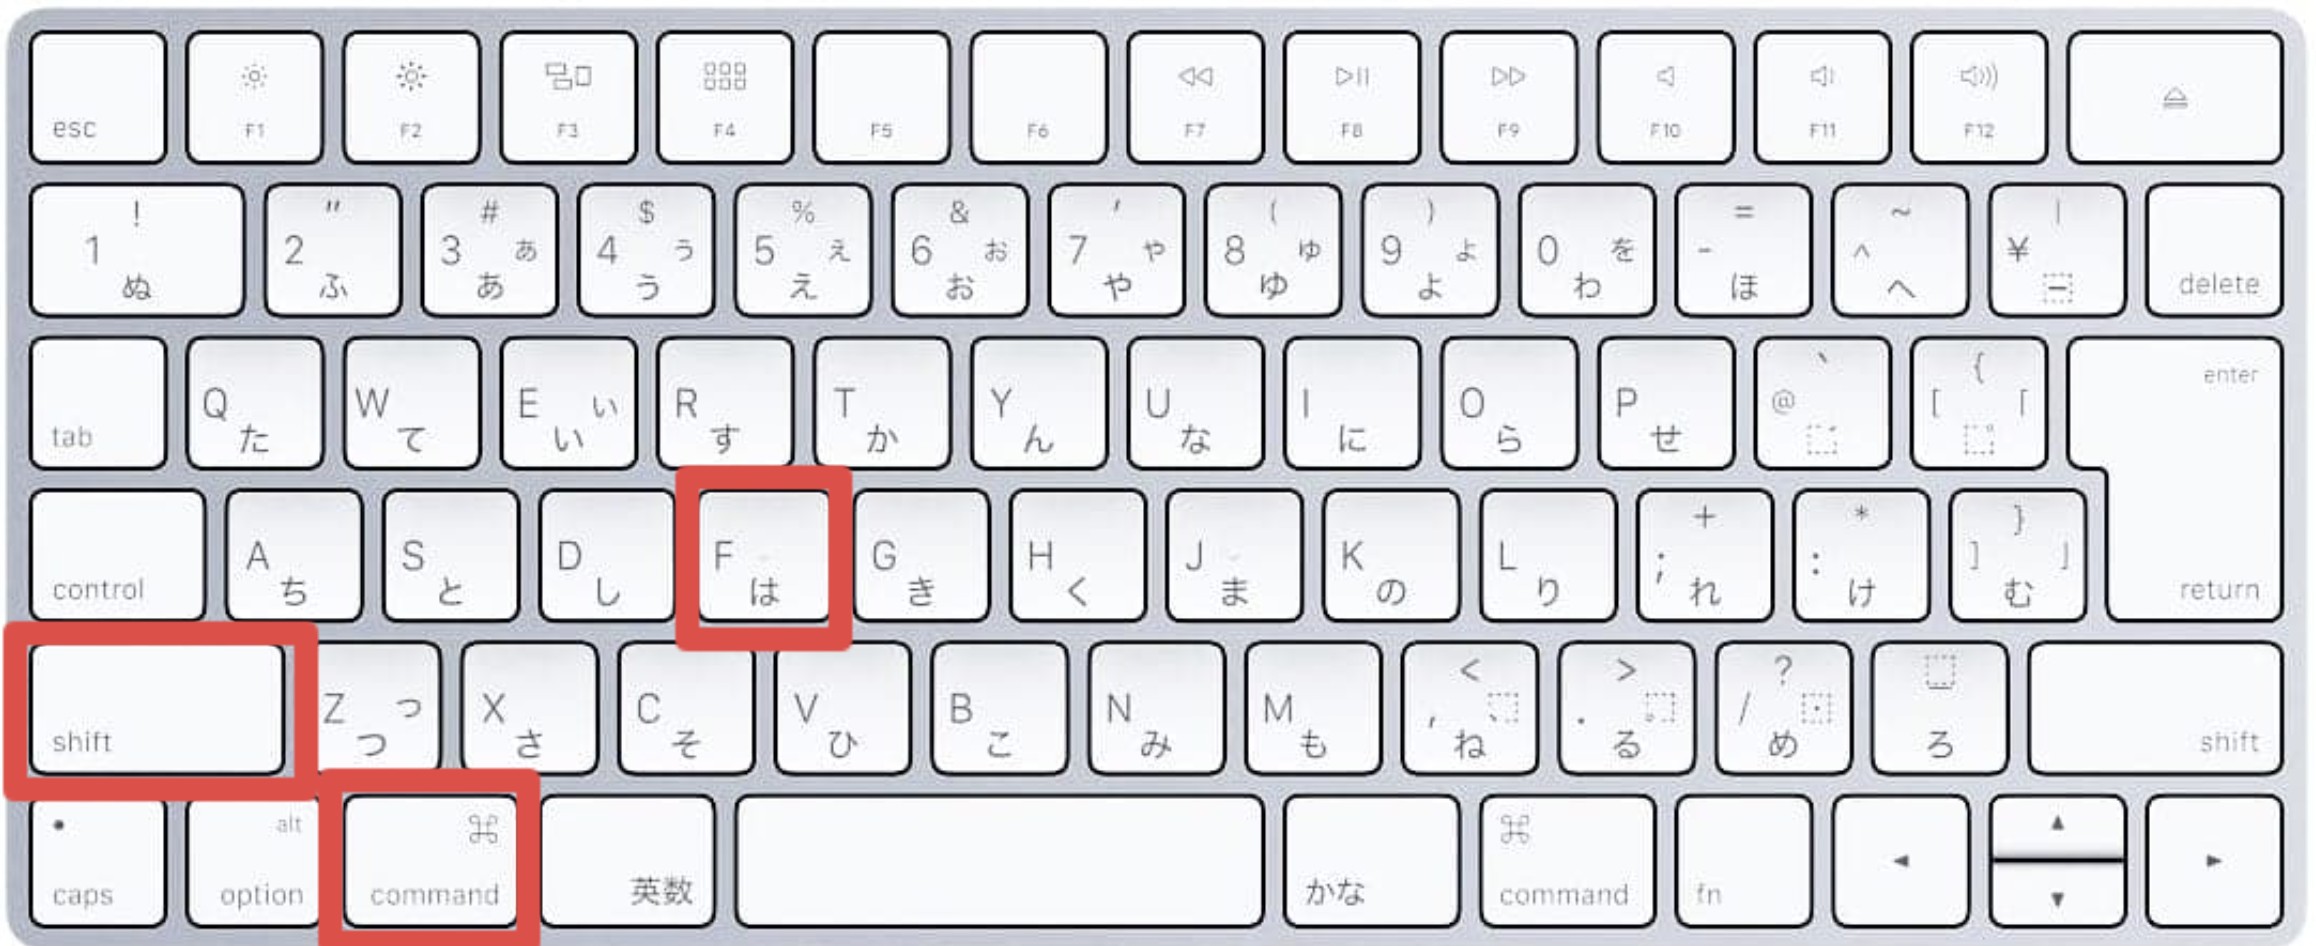 esc F1 F2 F3 F4 F5 F6 F7 F8 F9 F10 F11 F12
! " # $ % & ' ( ) = ~ |
1 2 3 あ 4 ぅ 5 ぇ 6 ぉ 7 ゃ 8 ゅ 9 ょ 0 を - ^ ¥
ぬ ふ あ う え お や ゆ よ わ ほ へ ー delete
` { enter
Q W E ぃ R T Y U I O P @ [ 「
tab た て い す か ん な に ら せ ゛ ゜
+ * }
A S D F G H J K L ; : ] 」
control ち と し は き く ま の り れ け む return
< > ? _
Z っ X C V B N M , 、 . 。 / ・
shift つ さ そ ひ こ み も ね る め ろ shift
alt ⌘ ⌘
caps option command 英数 かな command fn